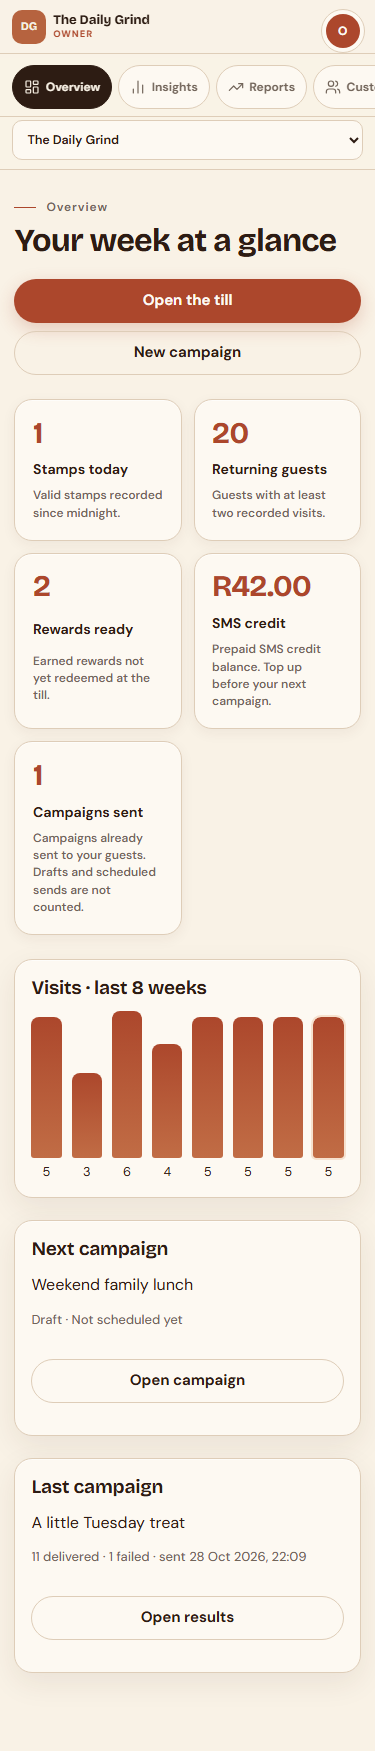 DG
The Daily Grind
OWNER
O
Overview
Insights
Reports
The Daily Grind
Overview
Your week at a glance
Open the till
New campaign
1
Stamps today
Valid stamps recorded
since midnight.
20
Returning guests
Guests with at least
two recorded visits.
2
Rewards ready
Earned rewards not
yet redeemed at the
till.
R42.00
SMS credit
Prepaid SMS credit
balance. Top up
before your next
campaign.
1
Campaigns sent
Campaigns already
sent to your guests.
Drafts and scheduled
sends are not
counted.
Visits · last 8 weeks
5 3 6 4 5 5 5 5
Next campaign
Weekend family lunch
Draft · Not scheduled yet
Open campaign
Last campaign
A little Tuesday treat
11 delivered · 1 failed · sent 28 Oct 2026, 22:09
Open results